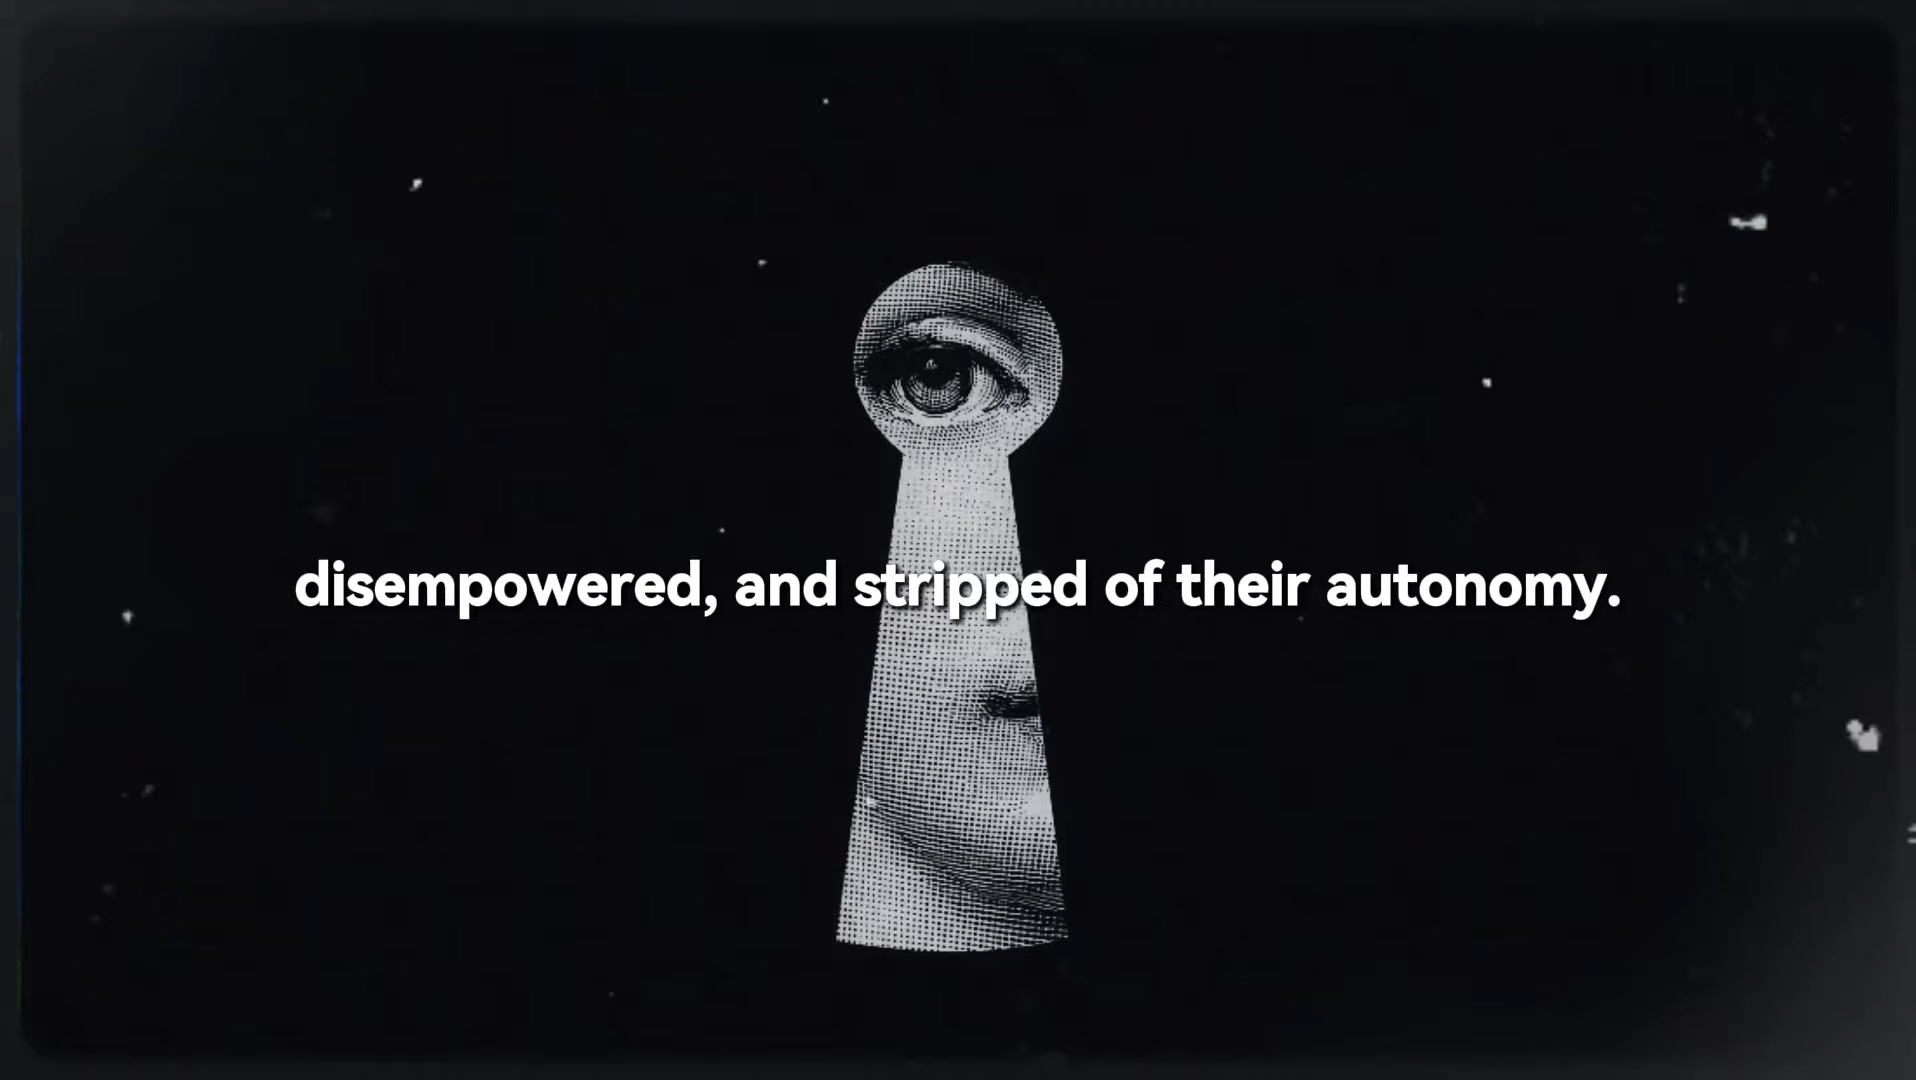 disempowered, and stripped of their autonomy.